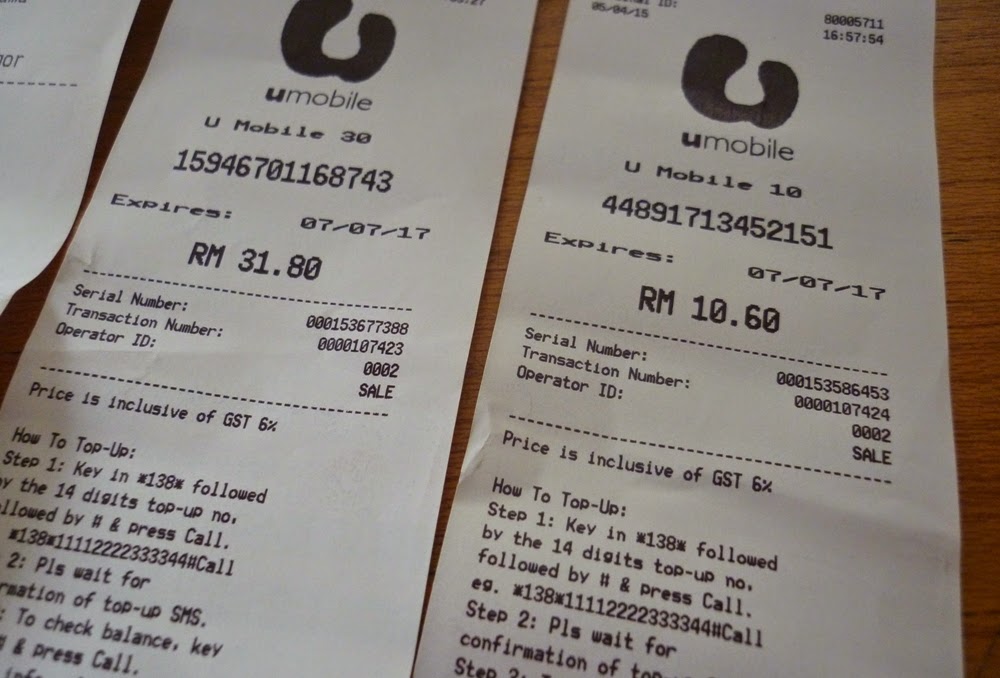 umobile
U Mobile 30
15946701168743
Expires: 07/07/17
RM 31.80
Serial Number: 000153677388
Transaction Number: 0000107423
Operator ID: 0002
SALE
Price is inclusive of GST 6%
How To Top-Up:
Step 1: Key in *138* followed
by the 14 digits top-up no.
followed by # & press Call.
*138*11112222333344#Call
2: Pls wait for
rmation of top-up SMS.
: To check balance, key
# & press Call.
ID:
05/04/15 80005711
16:57:54
umobile
U Mobile 10
44891713452151
Expires: 07/07/17
RM 10.60
Serial Number: 000153586453
Transaction Number: 0000107424
Operator ID: 0002
SALE
Price is inclusive of GST 6%
How To Top-Up:
Step 1: Key in *138* followed
by the 14 digits top-up no.
followed by # & press Call.
eg. *138*11112222333344#Call
Step 2: Pls wait for
confirmation of